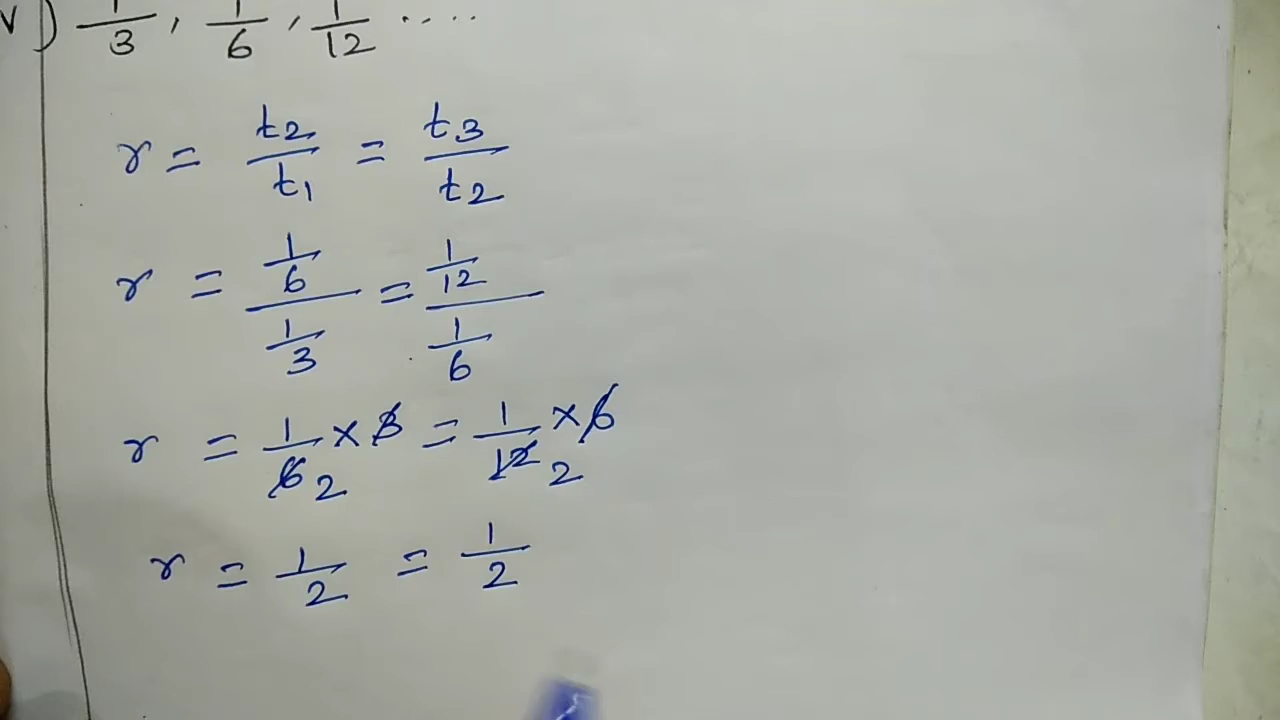 v) 1/3, 1/6, 1/12 .....
r = t2/t1 = t3/t2
r = (1/6)/(1/3) = (1/12)/(1/6)
r = 1/6 2 × 3 = 1/12 2 × 6
r = 1/2 = 1/2